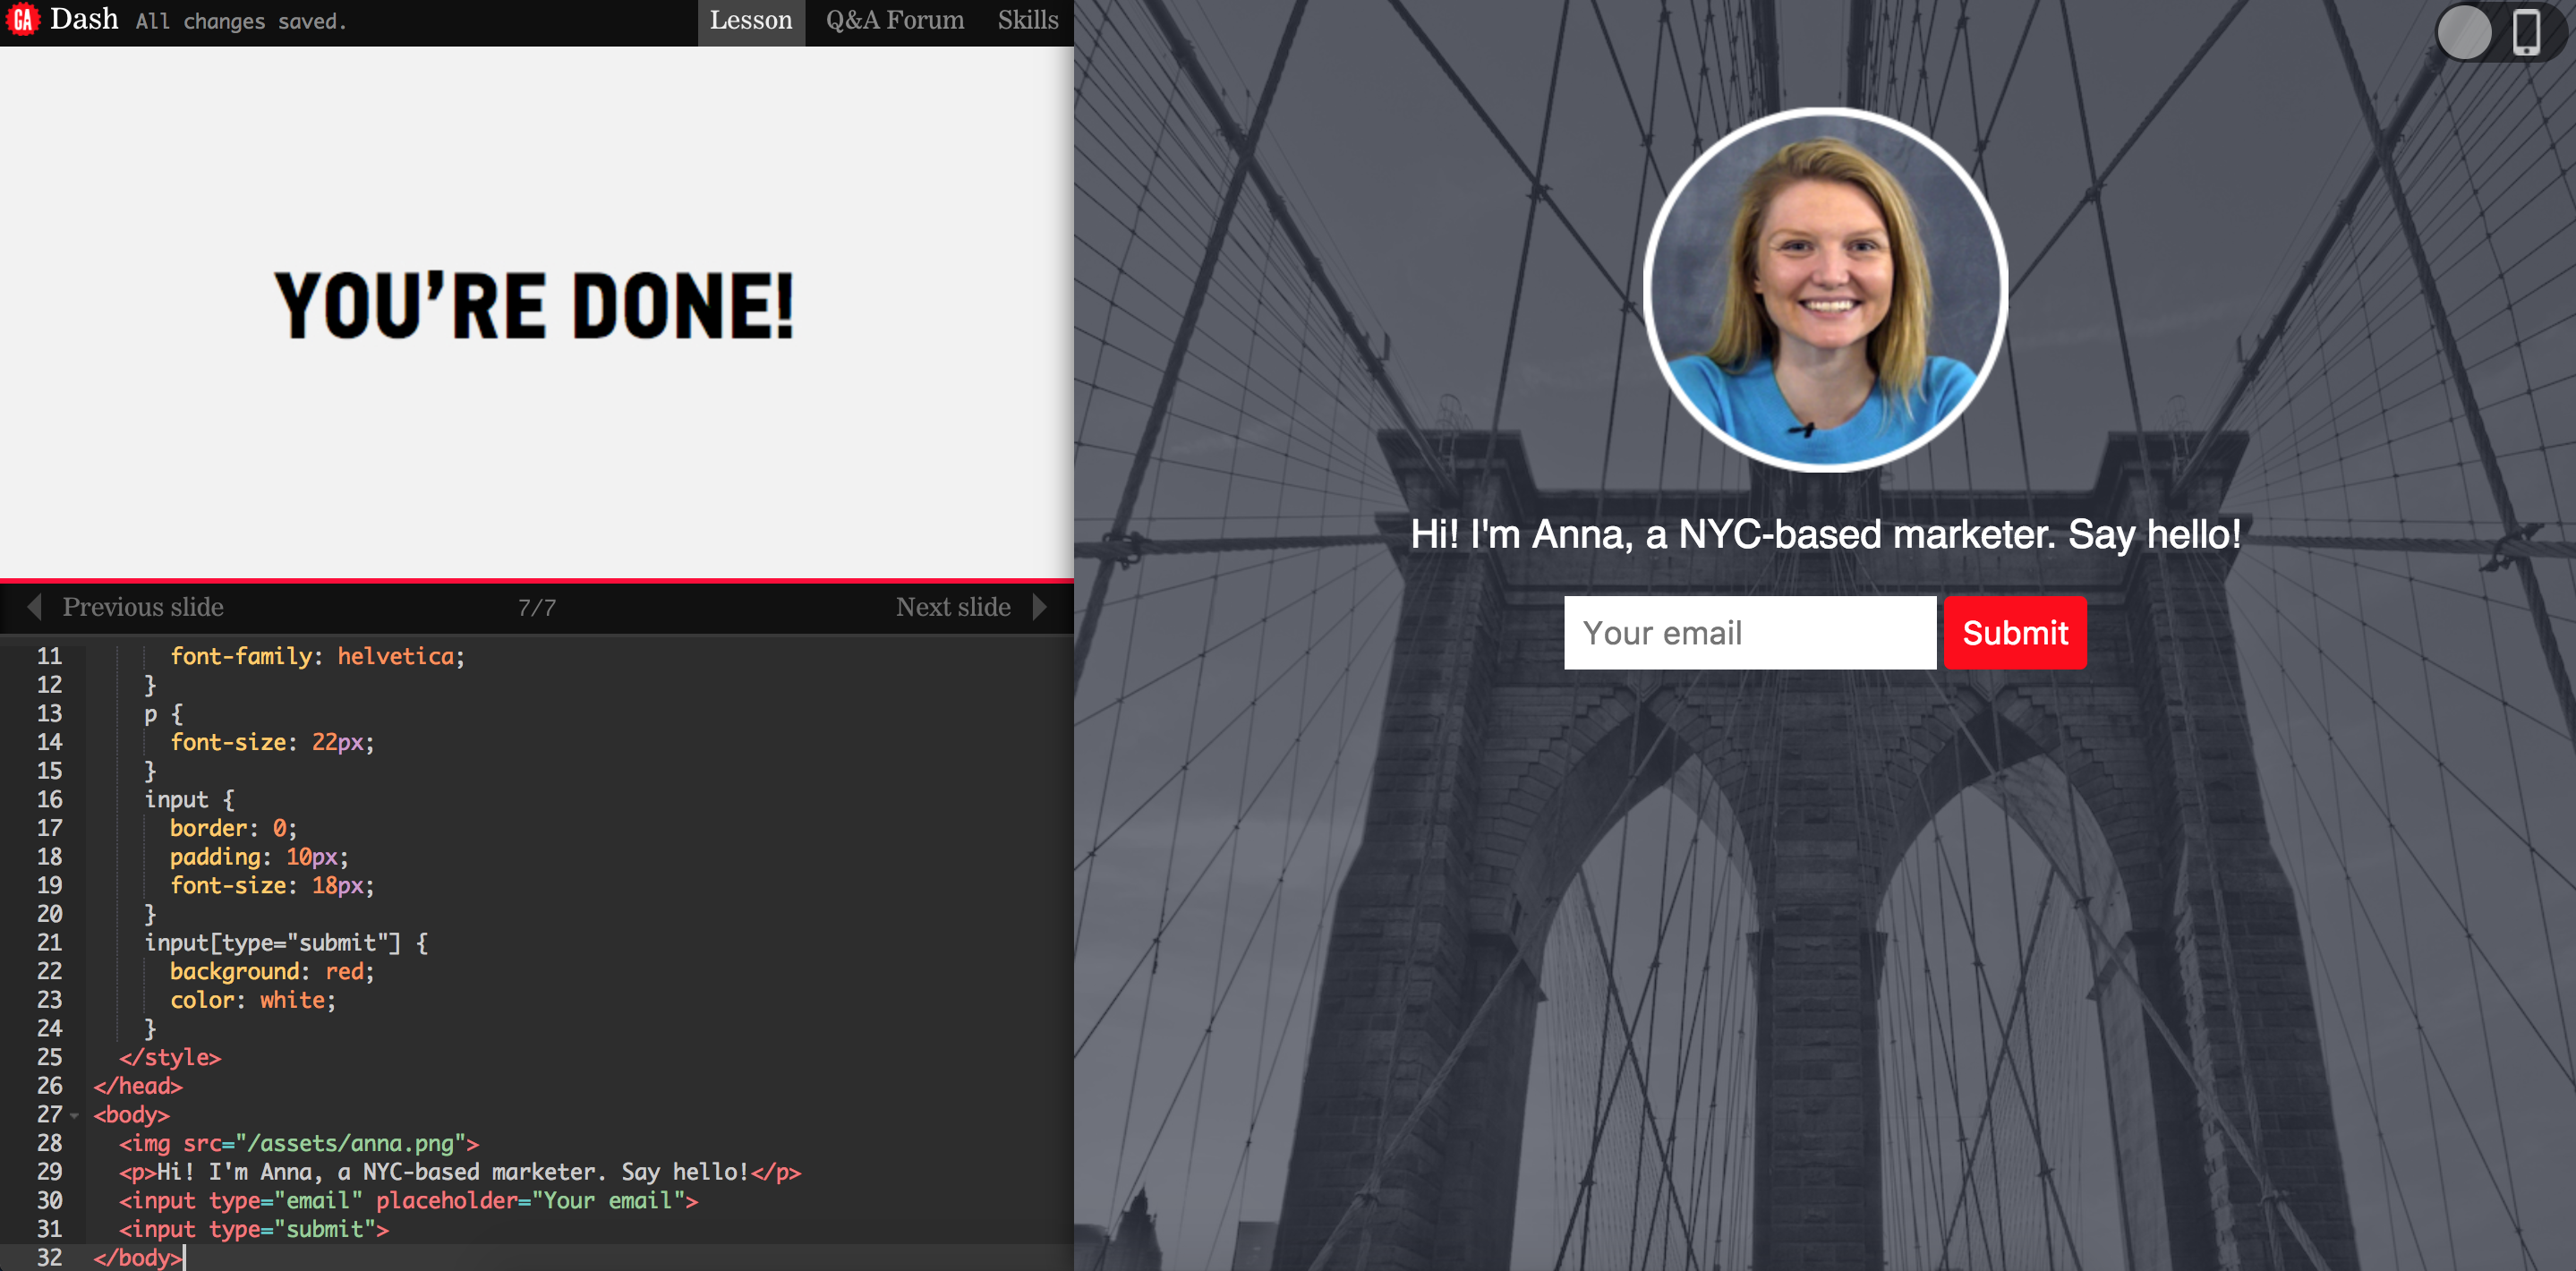 GA Dash All changes saved. Lesson Q&A Forum Skills
YOU'RE DONE!
Previous slide 7/7 Next slide
11 font-family: helvetica;
12 }
13 p {
14 font-size: 22px;
15 }
16 input {
17 border: 0;
18 padding: 10px;
19 font-size: 18px;
20 }
21 input[type="submit"] {
22 background: red;
23 color: white;
24 }
25 </style>
26 </head>
27 <body>
28 <img src="/assets/anna.png">
29 <p>Hi! I'm Anna, a NYC-based marketer. Say hello!</p>
30 <input type="email" placeholder="Your email">
31 <input type="submit">
32 </body>
Hi! I'm Anna, a NYC-based marketer. Say hello!
Your email Submit